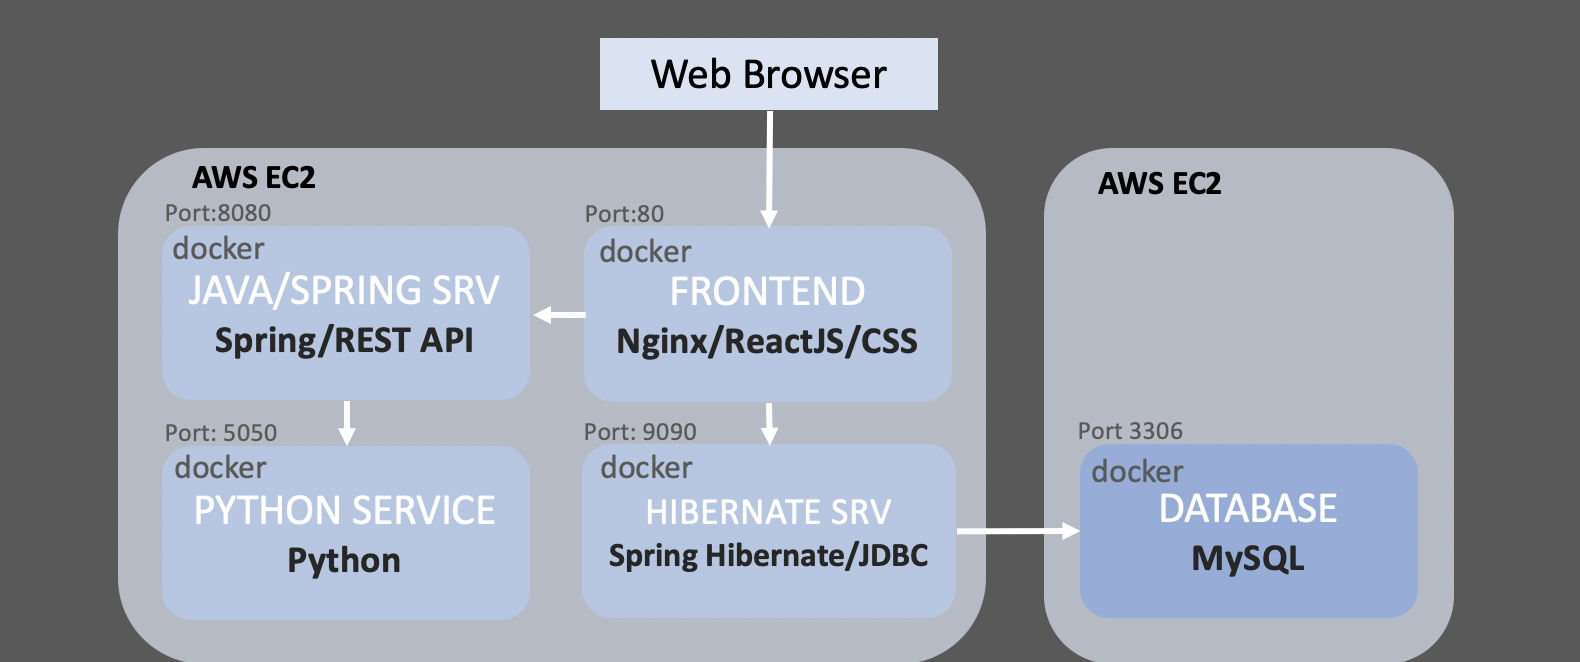 Web Browser
AWS EC2
Port:8080
docker
JAVA/SPRING SRV
Spring/REST API
Port:80
docker
FRONTEND
Nginx/ReactJS/CSS
Port: 5050
docker
PYTHON SERVICE
Python
Port: 9090
docker
HIBERNATE SRV
Spring Hibernate/JDBC
AWS EC2
Port 3306
docker
DATABASE
MySQL